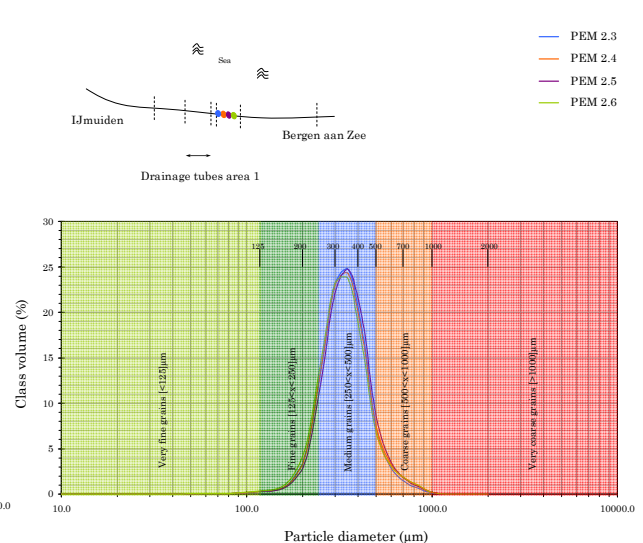 PEM 2.3
PEM 2.4
PEM 2.5
PEM 2.6
Sea
IJmuiden
Bergen aan Zee
Drainage tubes area 1
30
25
20
15
10
5
0
Class volume (%)
125 200 300 400 500 700 1000 2000
Very fine grains [<125]µm
Fine grains [125<x<250]µm
Medium grains [250<x<500]µm
Coarse grains [500<x<1000]µm
Very coarse grains [>1000]µm
10.0 100.0 1000.0 10000.0
Particle diameter (µm)